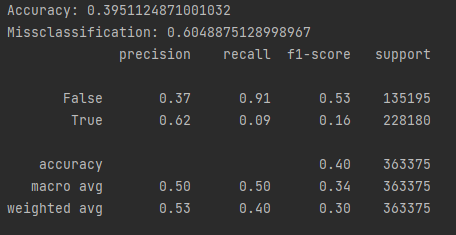 Accuracy: 0.3951124871001032
Missclassification: 0.6048875128998967
precision recall f1-score support
False 0.37 0.91 0.53 135195
True 0.62 0.09 0.16 228180
accuracy 0.40 363375
macro avg 0.50 0.50 0.34 363375
weighted avg 0.53 0.40 0.30 363375